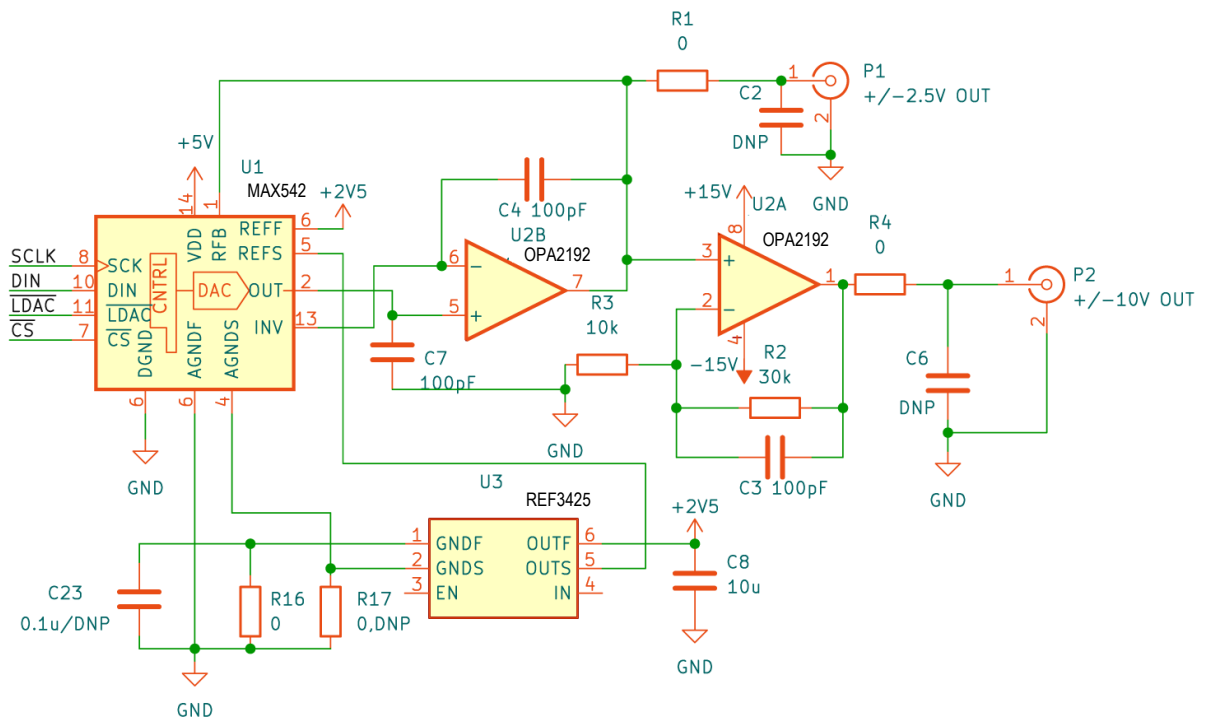 R1
0
1
P1
+/-2.5V OUT
C2
2
DNP
GND
+5V
U1
MAX542
+2V5
14
1
VDD
RFB
REFF
6
REFS
5
SCLK
8
SCK
DIN
10
DIN
LDAC
11
LDAC
CS
7
CS
CNTRL
DAC
OUT
2
INV
13
DGND
AGNDF
AGNDS
6
6
4
GND
C4 100pF
U2B
OPA2192
6
-
5
+
7
C7
100pF
R3
10k
GND
+15V
U2A
OPA2192
8
3
+
2
-
1
4
-15V
R2
30k
C3 100pF
R4
0
1
P2
+/-10V OUT
2
C6
DNP
GND
U3
REF3425
1
GNDF
OUTF
6
2
GNDS
OUTS
5
3
EN
IN
4
+2V5
C8
10u
GND
C23
0.1u/DNP
R16
0
R17
0,DNP
GND